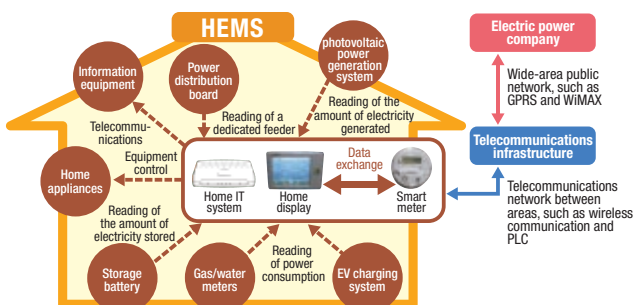 HEMS
Information
equipment
Power
distribution
board
photovoltaic
power
generation
system
Electric power
company
Wide-area public
network, such as
GPRS and WiMAX
Telecommunications
infrastructure
Telecommunications
network between
areas, such as wireless
communication and
PLC
Telecommu-
nications
Reading of a
dedicated feeder
Reading of the
amount of electricity
generated
Equipment
control
Home
appliances
Data
exchange
Home IT
system
Home
display
Smart
meter
Reading of
the amount of
electricity stored
Reading
of power
consumption
Storage
battery
Gas/water
meters
EV charging
system